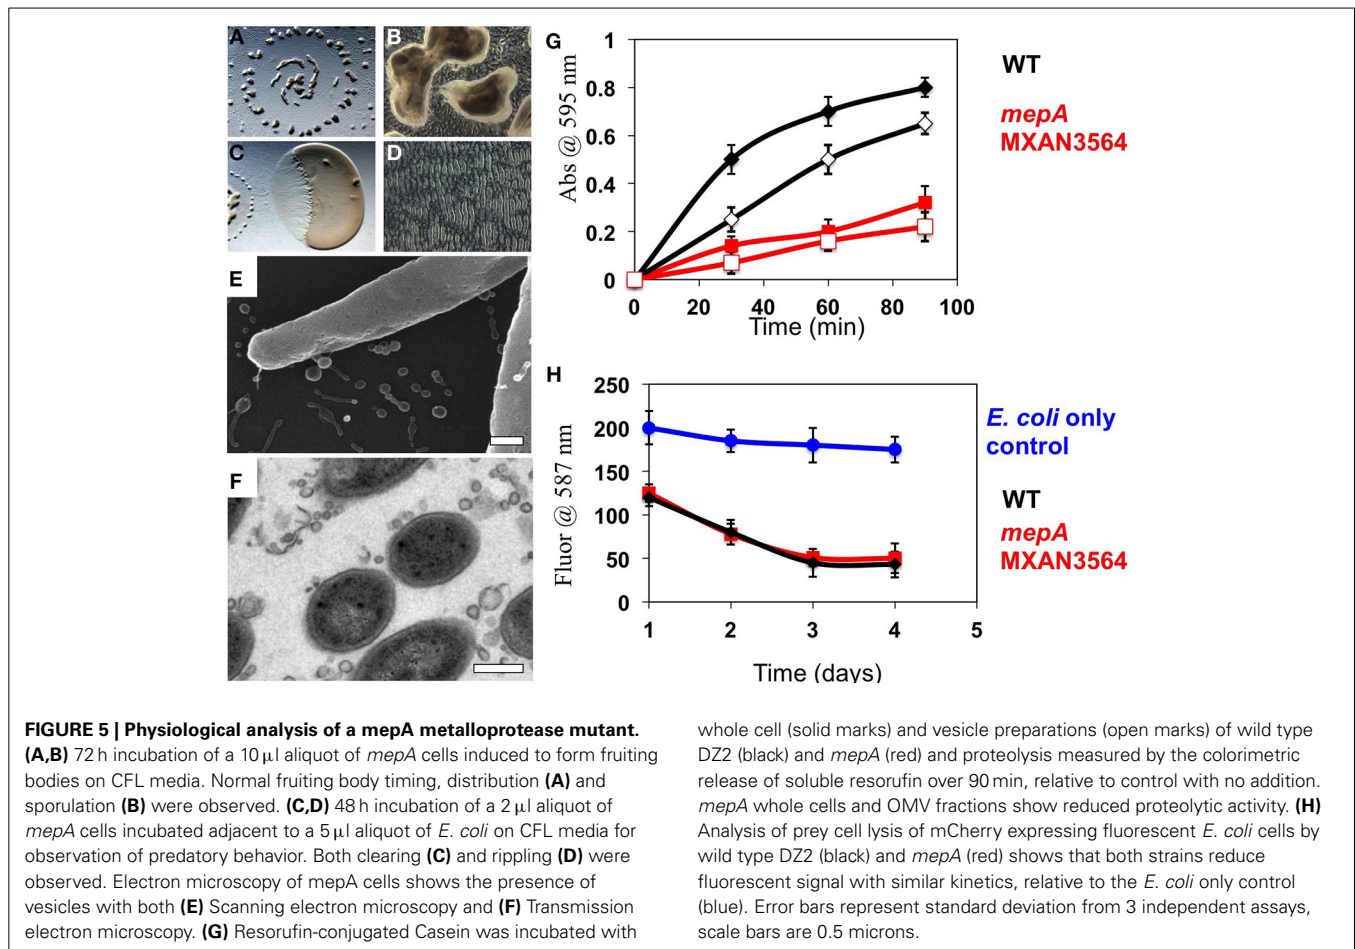 A
B
C
D
E
F
G
1
0.8
0.6
0.4
0.2
0
Abs @ 595 nm
0 20 40 60 80 100
Time (min)
WT
mepA
MXAN3564
H
250
200
150
100
50
0
Fluor @ 587 nm
1 2 3 4 5
Time (days)
E. coli only
control
WT
mepA
MXAN3564
FIGURE 5 | Physiological analysis of a mepA metalloprotease mutant.
(A,B) 72 h incubation of a 10 μl aliquot of mepA cells induced to form fruiting
bodies on CFL media. Normal fruiting body timing, distribution (A) and
sporulation (B) were observed. (C,D) 48 h incubation of a 2 μl aliquot of
mepA cells incubated adjacent to a 5 μl aliquot of E. coli on CFL media for
observation of predatory behavior. Both clearing (C) and rippling (D) were
observed. Electron microscopy of mepA cells shows the presence of
vesicles with both (E) Scanning electron microscopy and (F) Transmission
electron microscopy. (G) Resorufin-conjugated Casein was incubated with
whole cell (solid marks) and vesicle preparations (open marks) of wild type
DZ2 (black) and mepA (red) and proteolysis measured by the colorimetric
release of soluble resorufin over 90 min, relative to control with no addition.
mepA whole cells and OMV fractions show reduced proteolytic activity. (H)
Analysis of prey cell lysis of mCherry expressing fluorescent E. coli cells by
wild type DZ2 (black) and mepA (red) shows that both strains reduce
fluorescent signal with similar kinetics, relative to the E. coli only control
(blue). Error bars represent standard deviation from 3 independent assays,
scale bars are 0.5 microns.